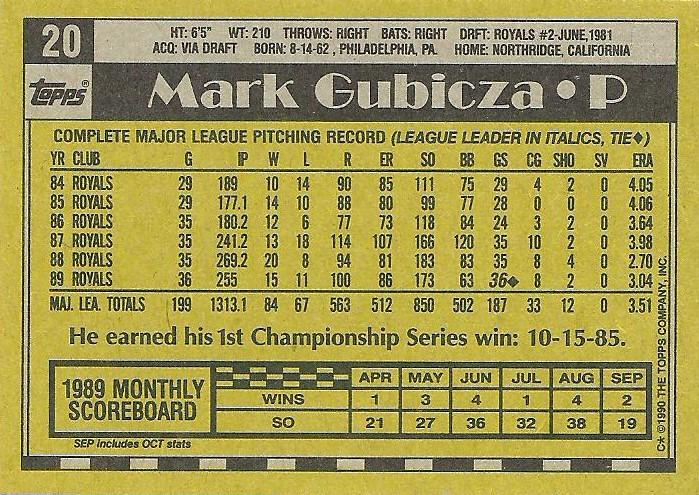 20
HT: 6'5" WT: 210 THROWS: RIGHT BATS: RIGHT DRFT: ROYALS #2-JUNE, 1981
ACQ: VIA DRAFT BORN: 8-14-62 , PHILADELPHIA, PA. HOME: NORTHRIDGE, CALIFORNIA
Topps®
Mark Gubicza • P
COMPLETE MAJOR LEAGUE PITCHING RECORD (LEAGUE LEADER IN ITALICS, TIE♦)
YR CLUB G IP W L R ER SO BB GS CG SHO SV ERA
84 ROYALS 29 189 10 14 90 85 111 75 29 4 2 0 4.05
85 ROYALS 29 177.1 14 10 88 80 99 77 28 0 0 0 4.06
86 ROYALS 35 180.2 12 6 77 73 118 84 24 3 2 0 3.64
87 ROYALS 35 241.2 13 18 114 107 166 120 35 10 2 0 3.98
88 ROYALS 35 269.2 20 8 94 81 183 83 35 8 4 0 2.70
89 ROYALS 36 255 15 11 100 86 173 63 36♦ 8 2 0 3.04
MAJ. LEA. TOTALS 199 1313.1 84 67 563 512 850 502 187 33 12 0 3.51
He earned his 1st Championship Series win: 10-15-85.
1989 MONTHLY SCOREBOARD
APR MAY JUN JUL AUG SEP
WINS 1 3 4 1 4 2
SO 21 27 36 32 38 19
SEP includes OCT stats
C* ©1990 THE TOPPS COMPANY, INC.